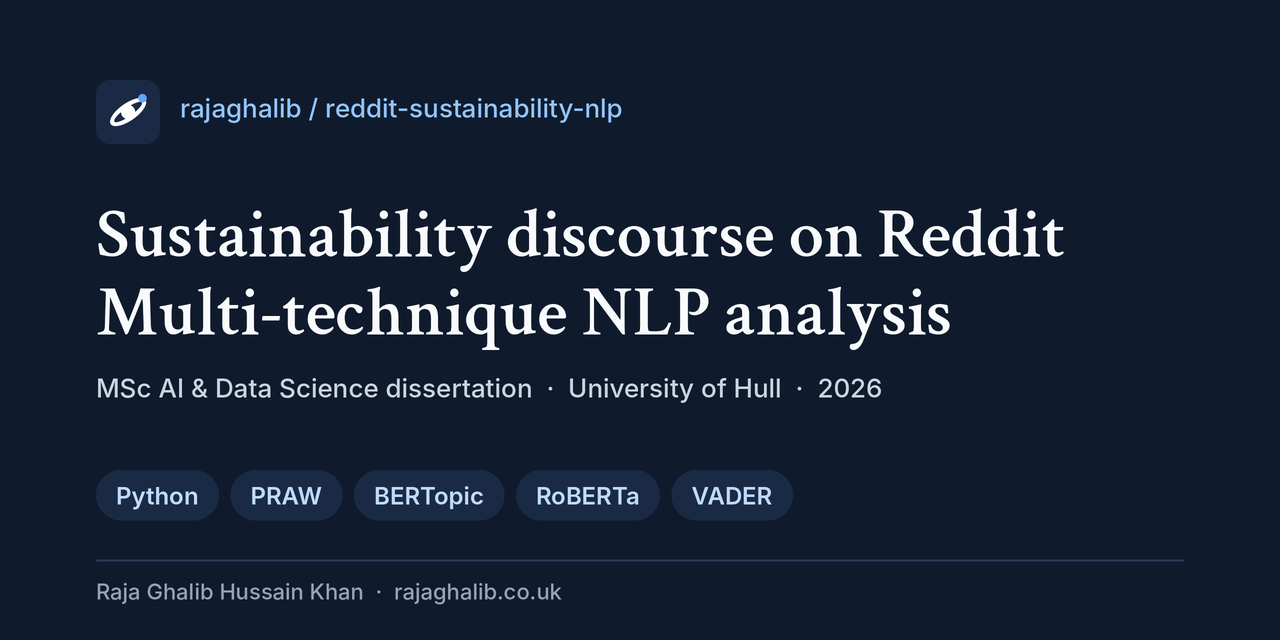 rajaghalib / reddit-sustainability-nlp
Sustainability discourse on Reddit
Multi-technique NLP analysis
MSc AI & Data Science dissertation · University of Hull · 2026
Python PRAW BERTopic RoBERTa VADER
Raja Ghalib Hussain Khan · rajaghalib.co.uk